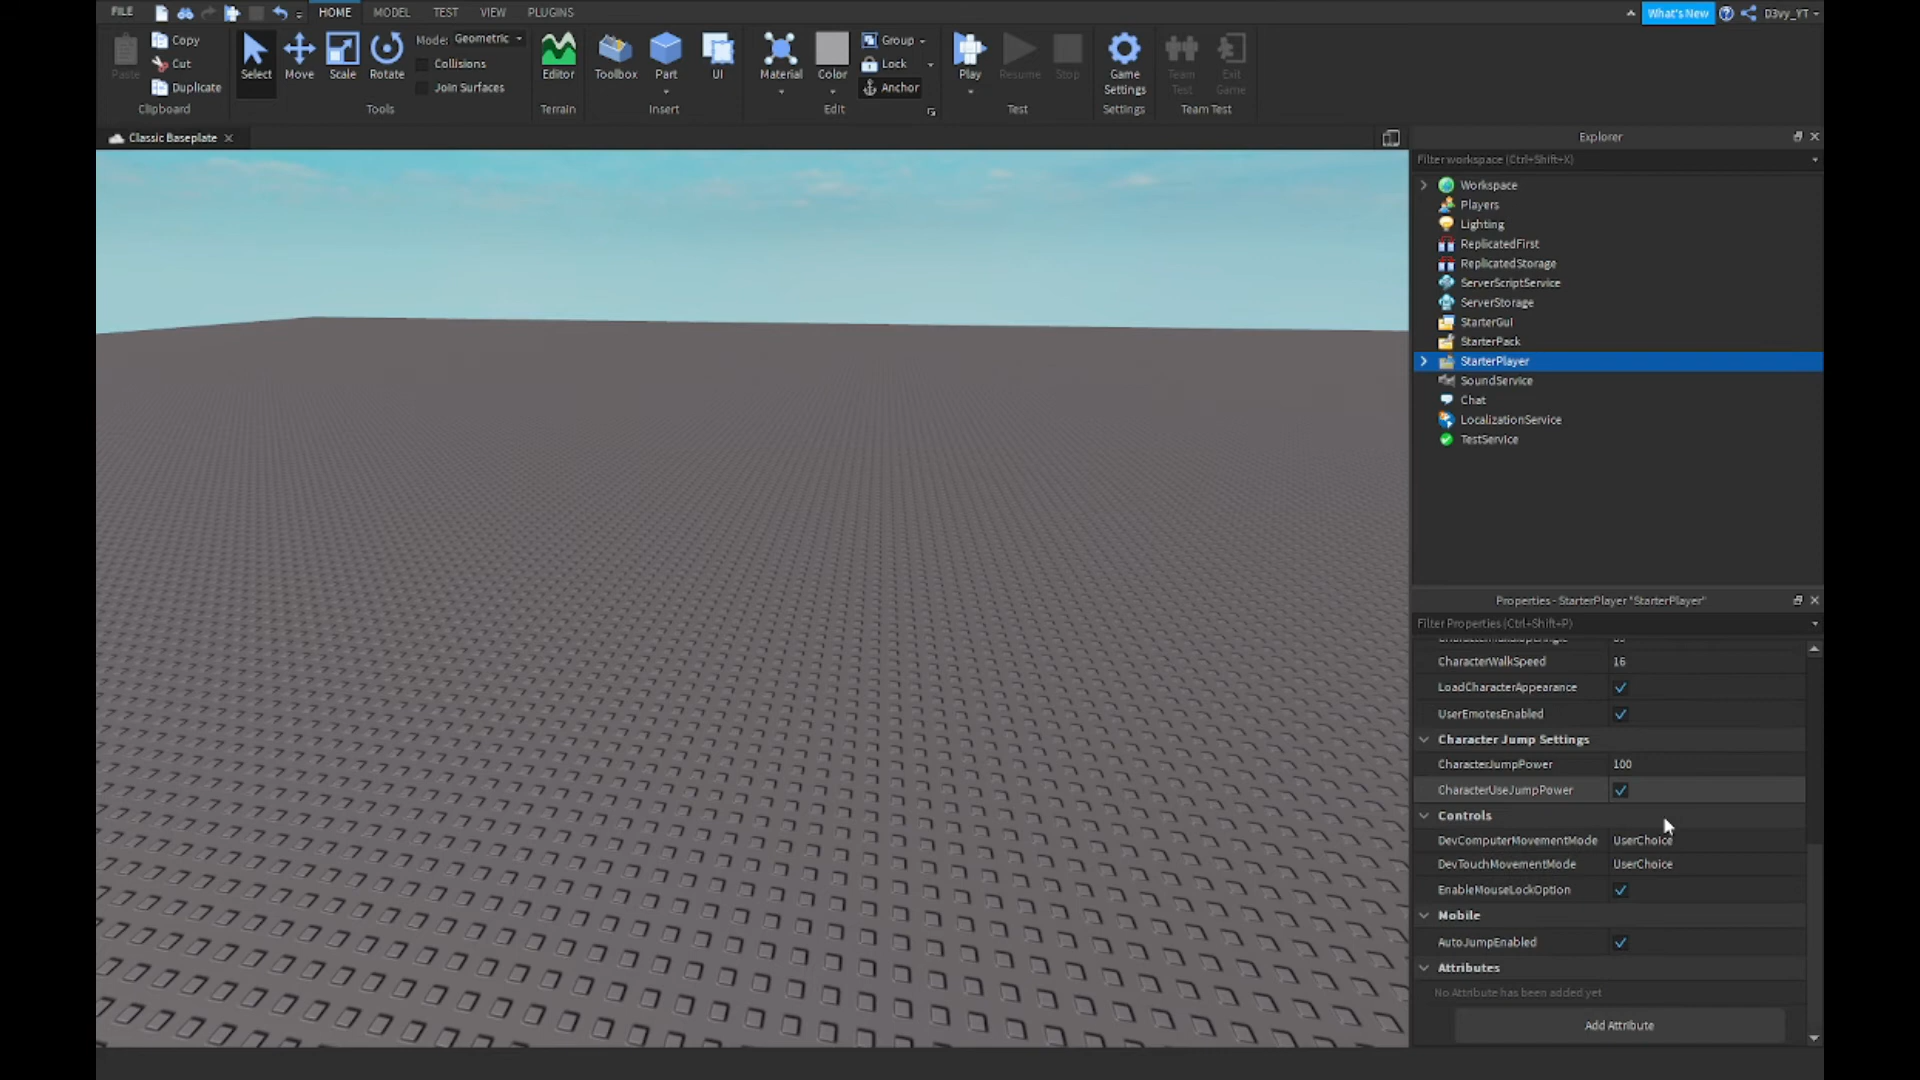 FILE HOME MODEL TEST VIEW PLUGINS What's New D3vy_YT
Paste Copy Cut Duplicate Clipboard
Select Move Scale Rotate Mode: Geometric Collisions Join Surfaces Tools
Editor Terrain
Toolbox Part UI Insert
Material Color Group Lock Anchor Edit
Play Resume Stop Test
Game Settings Settings
Team Test Exit Game Team Test
Classic Baseplate
Explorer
Filter workspace (Ctrl+Shift+X)
Workspace
Players
Lighting
ReplicatedFirst
ReplicatedStorage
ServerScriptService
ServerStorage
StarterGui
StarterPack
StarterPlayer
SoundService
Chat
LocalizationService
TestService
Properties - StarterPlayer "StarterPlayer"
Filter Properties (Ctrl+Shift+P)
CharacterWalkSpeed 16
LoadCharacterAppearance
UserEmotesEnabled
Character Jump Settings
CharacterJumpPower 100
CharacterUseJumpPower
Controls
DevComputerMovementMode UserChoice
DevTouchMovementMode UserChoice
EnableMouseLockOption
Mobile
AutoJumpEnabled
Attributes
No Attribute has been added yet
Add Attribute